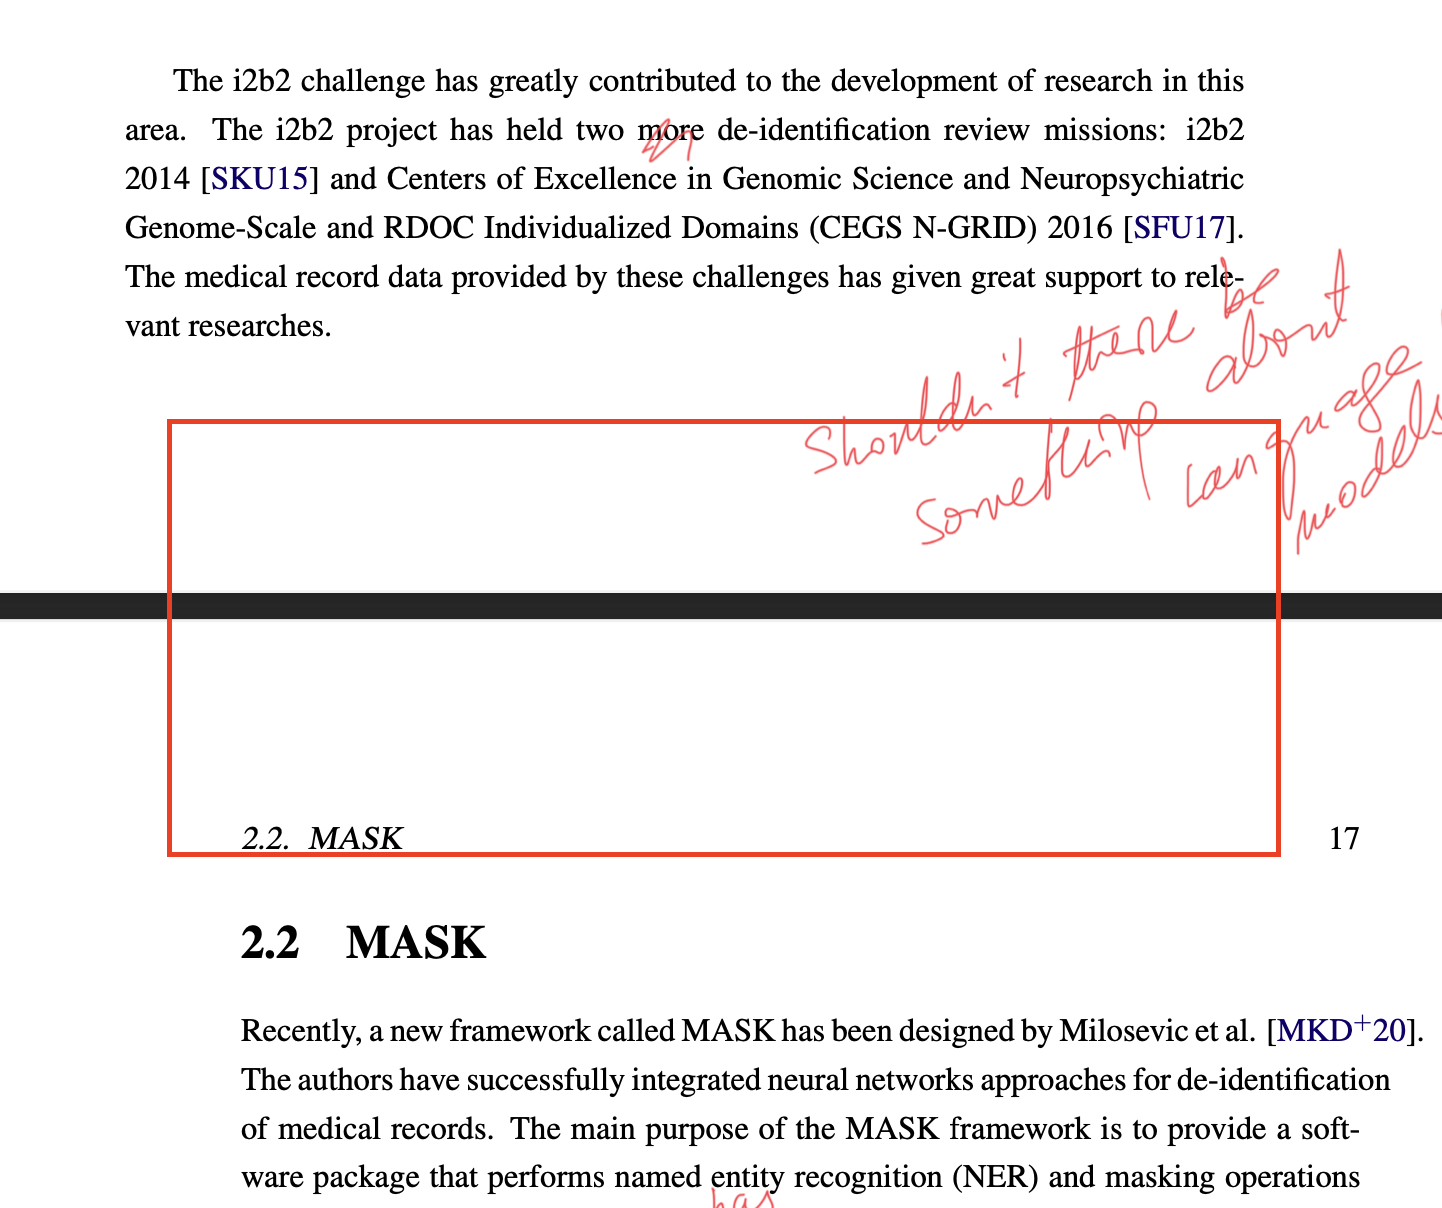 The i2b2 challenge has greatly contributed to the development of research in this
area. The i2b2 project has held two more de-identification review missions: i2b2
2014 [SKU15] and Centers of Excellence in Genomic Science and Neuropsychiatric
Genome-Scale and RDOC Individualized Domains (CEGS N-GRID) 2016 [SFU17].
The medical record data provided by these challenges has given great support to rele-
vant researches.
Shouldn't there be
something about
language
models
2.2. MASK 17
2.2 MASK
Recently, a new framework called MASK has been designed by Milosevic et al. [MKD+20].
The authors have successfully integrated neural networks approaches for de-identification
of medical records. The main purpose of the MASK framework is to provide a soft-
ware package that performs named entity recognition (NER) and masking operations
has